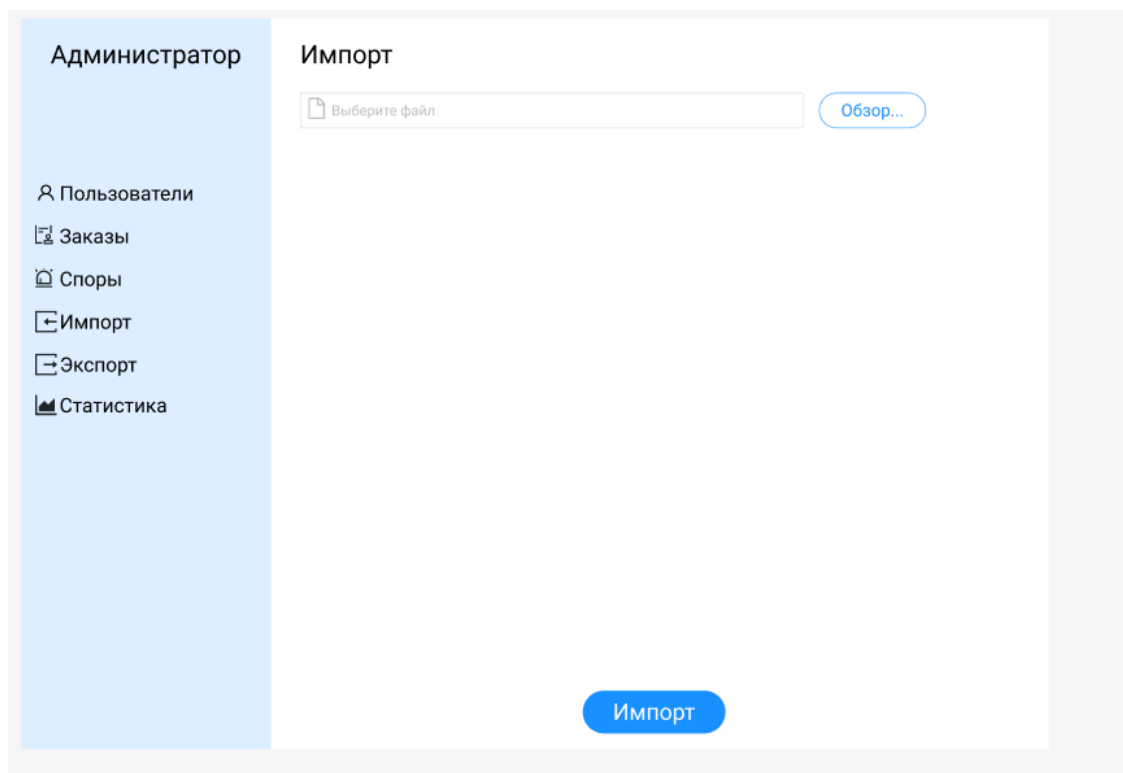 Администратор
Импорт
Выберите файл
Обзор...
Пользователи
Заказы
Споры
Импорт
Экспорт
Статистика
Импорт